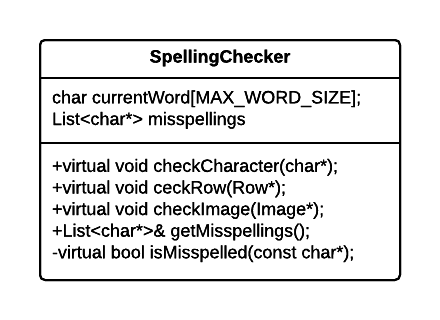 SpellingChecker
char currentWord[MAX_WORD_SIZE];
List<char*> misspellings
+virtual void checkCharacter(char*);
+virtual void ceckRow(Row*);
+virtual void checkImage(Image*);
+List<char*>& getMisspellings();
-virtual bool isMisspelled(const char*);